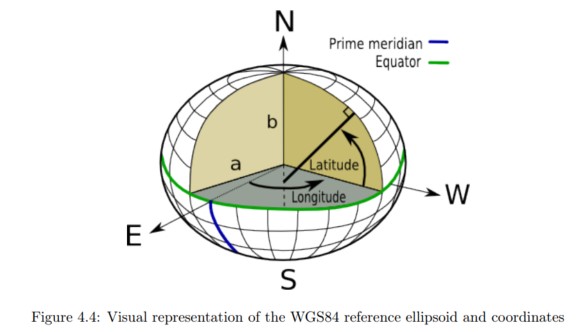 N
Prime meridian
Equator
b
a
Latitude
Longitude
W
E
S
Figure 4.4: Visual representation of the WGS84 reference ellipsoid and coordinates